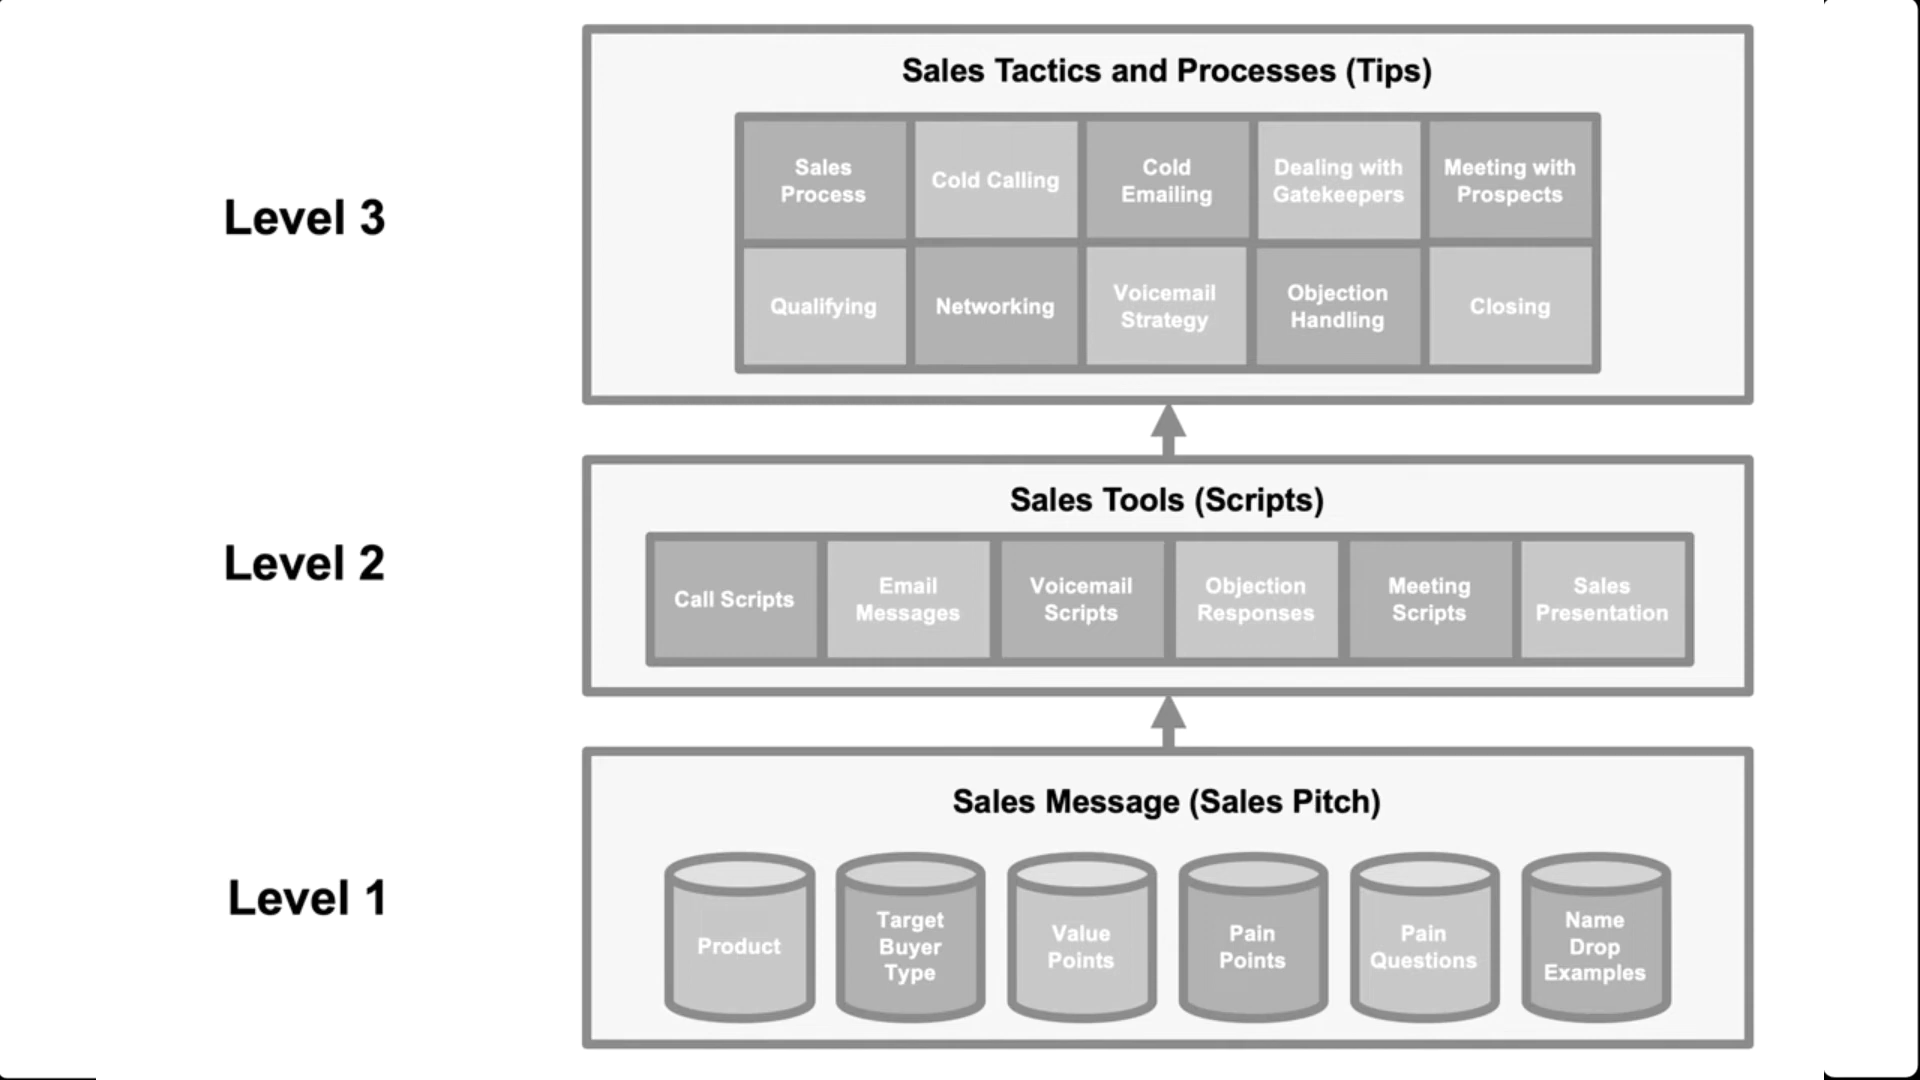 Sales Tactics and Processes (Tips)
Level 3
Sales
Process
Cold Calling
Cold
Emailing
Dealing with
Gatekeepers
Meeting with
Prospects
Qualifying
Networking
Voicemail
Strategy
Objection
Handling
Closing
Level 2
Sales Tools (Scripts)
Call Scripts
Email
Messages
Voicemail
Scripts
Objection
Responses
Meeting
Scripts
Sales
Presentation
Level 1
Sales Message (Sales Pitch)
Product
Target
Buyer
Type
Value
Points
Pain
Points
Pain
Questions
Name
Drop
Examples